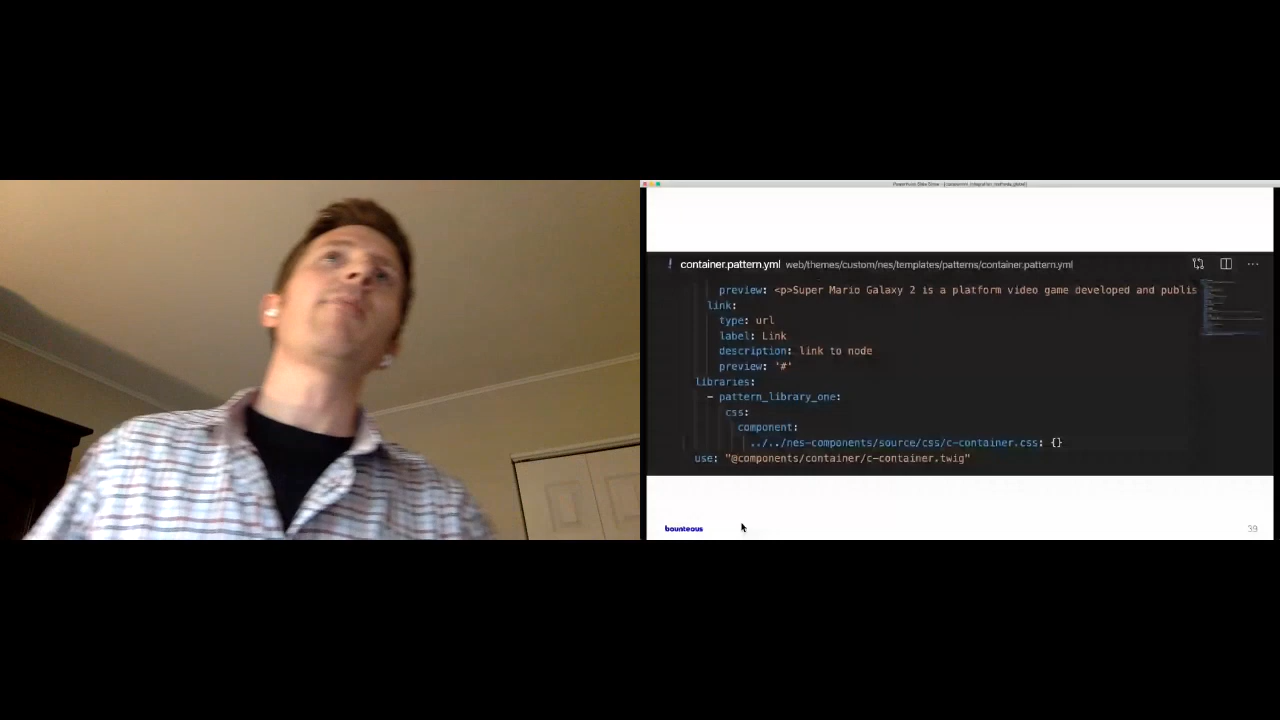 container.pattern.yml web/themes/custom/nes/templates/patterns/container.pattern.yml
preview: <p>Super Mario Galaxy 2 is a platform video game developed and publis
link:
type: url
label: Link
description: link to node
preview: '#'
libraries:
- pattern_library_one:
css:
component:
../../nes-components/source/css/c-container.css: {}
use: "@components/container/c-container.twig"
bounteous
39